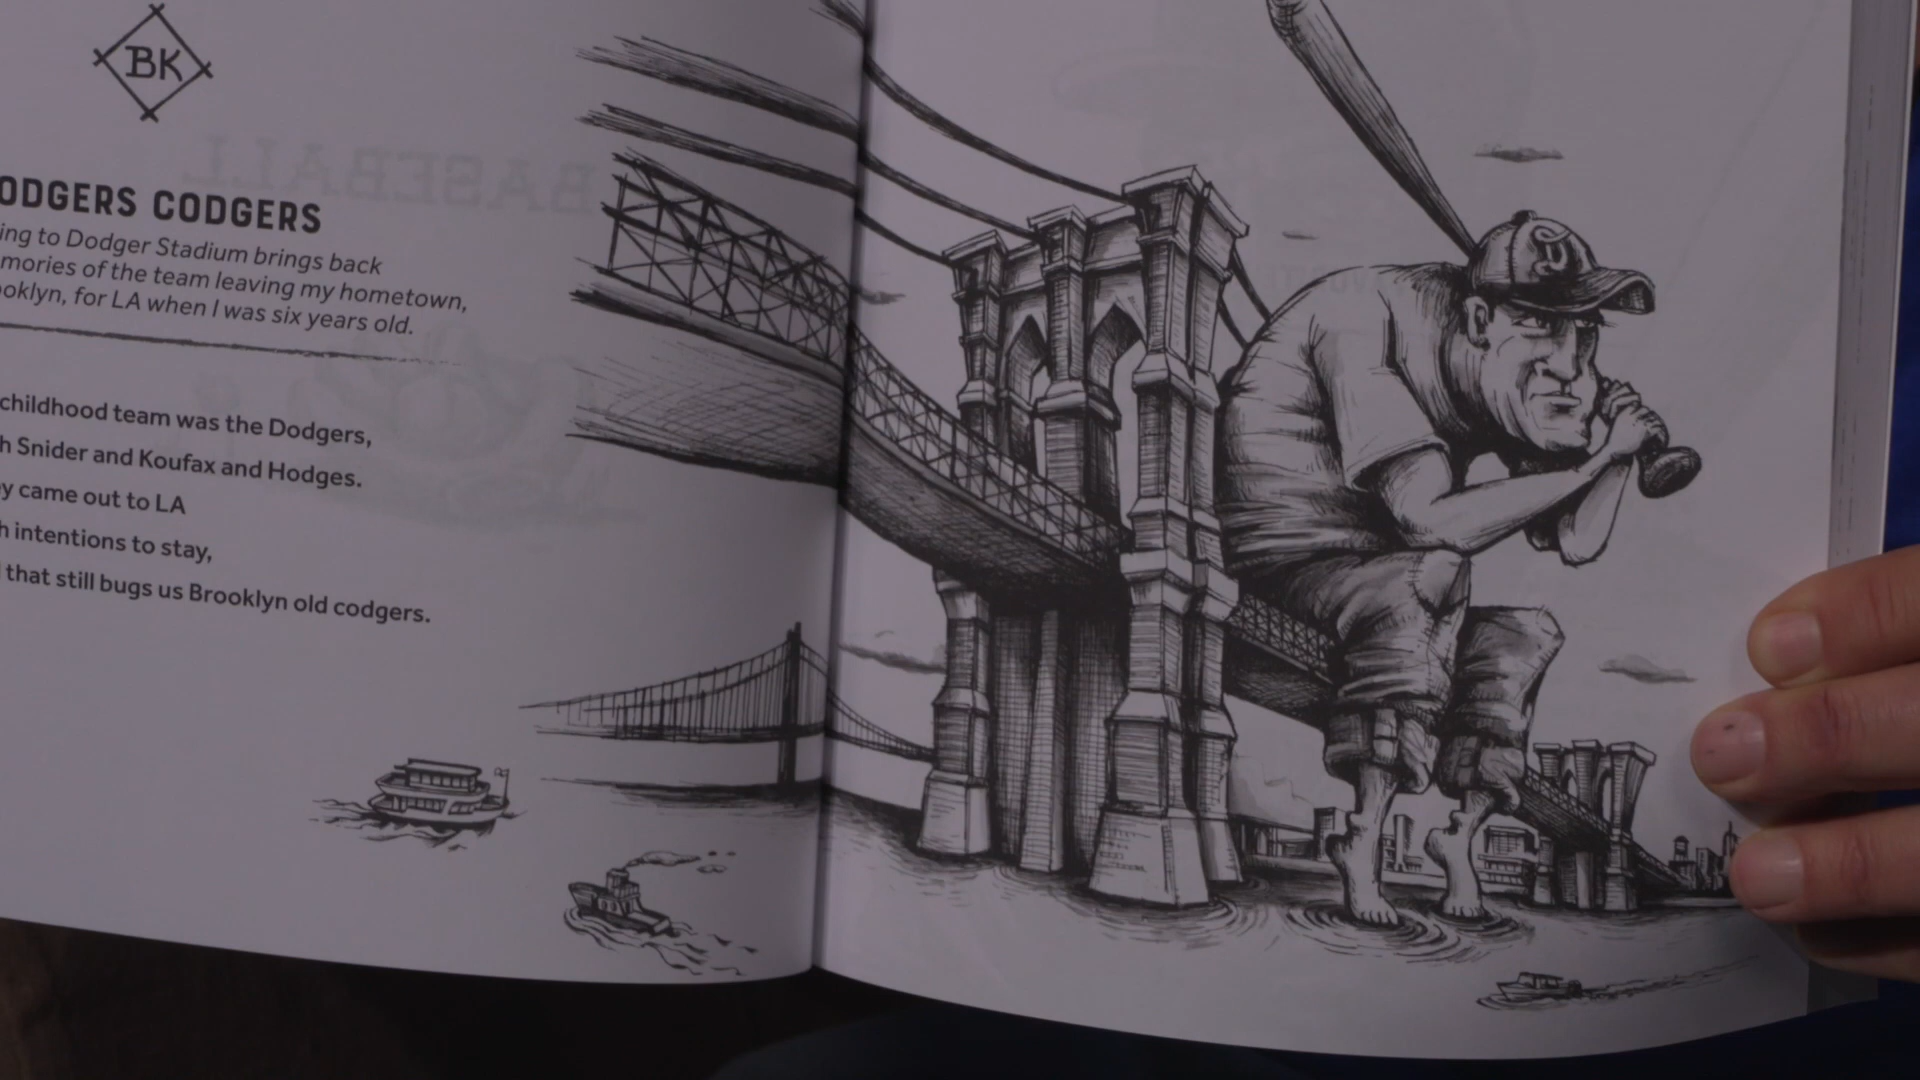 BK
ODGERS CODGERS
ing to Dodger Stadium brings back
mories of the team leaving my hometown,
ooklyn, for LA when I was six years old.
childhood team was the Dodgers,
h Snider and Koufax and Hodges.
y came out to LA
h intentions to stay,
that still bugs us Brooklyn old codgers.
BASEBALL